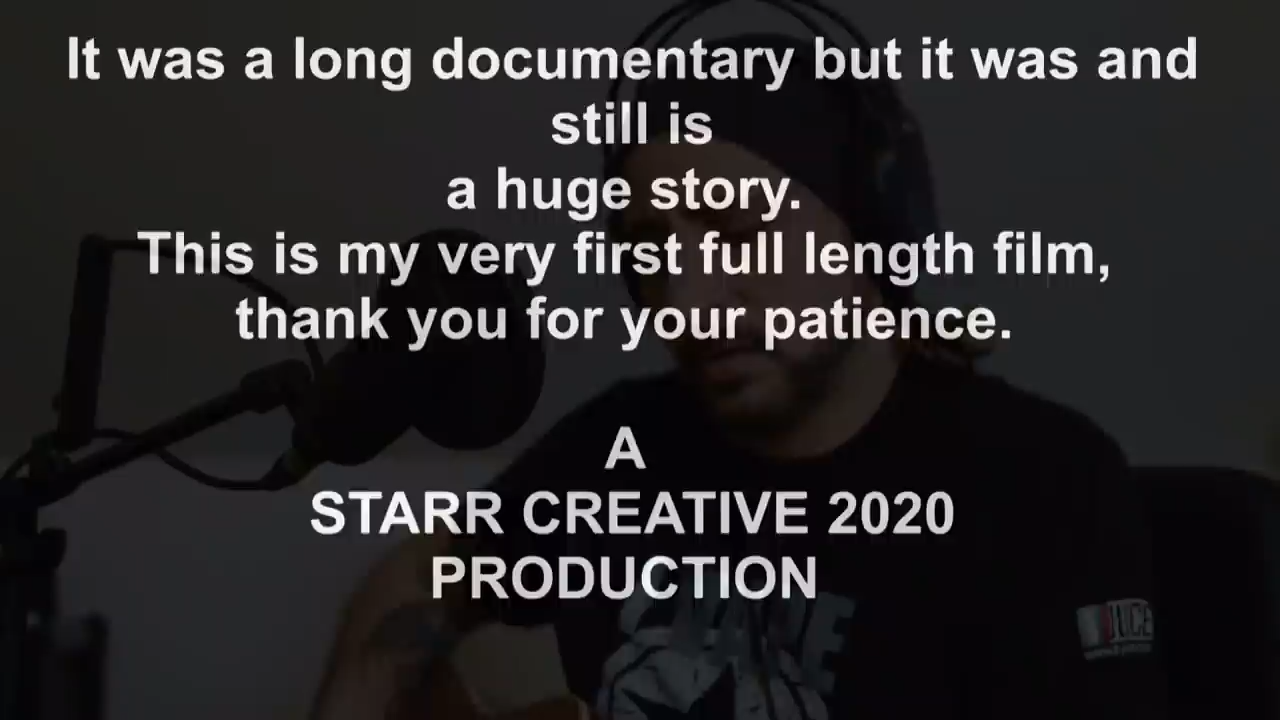 It was a long documentary but it was and
still is
a huge story.
This is my very first full length film,
thank you for your patience.
A
STARR CREATIVE 2020
PRODUCTION